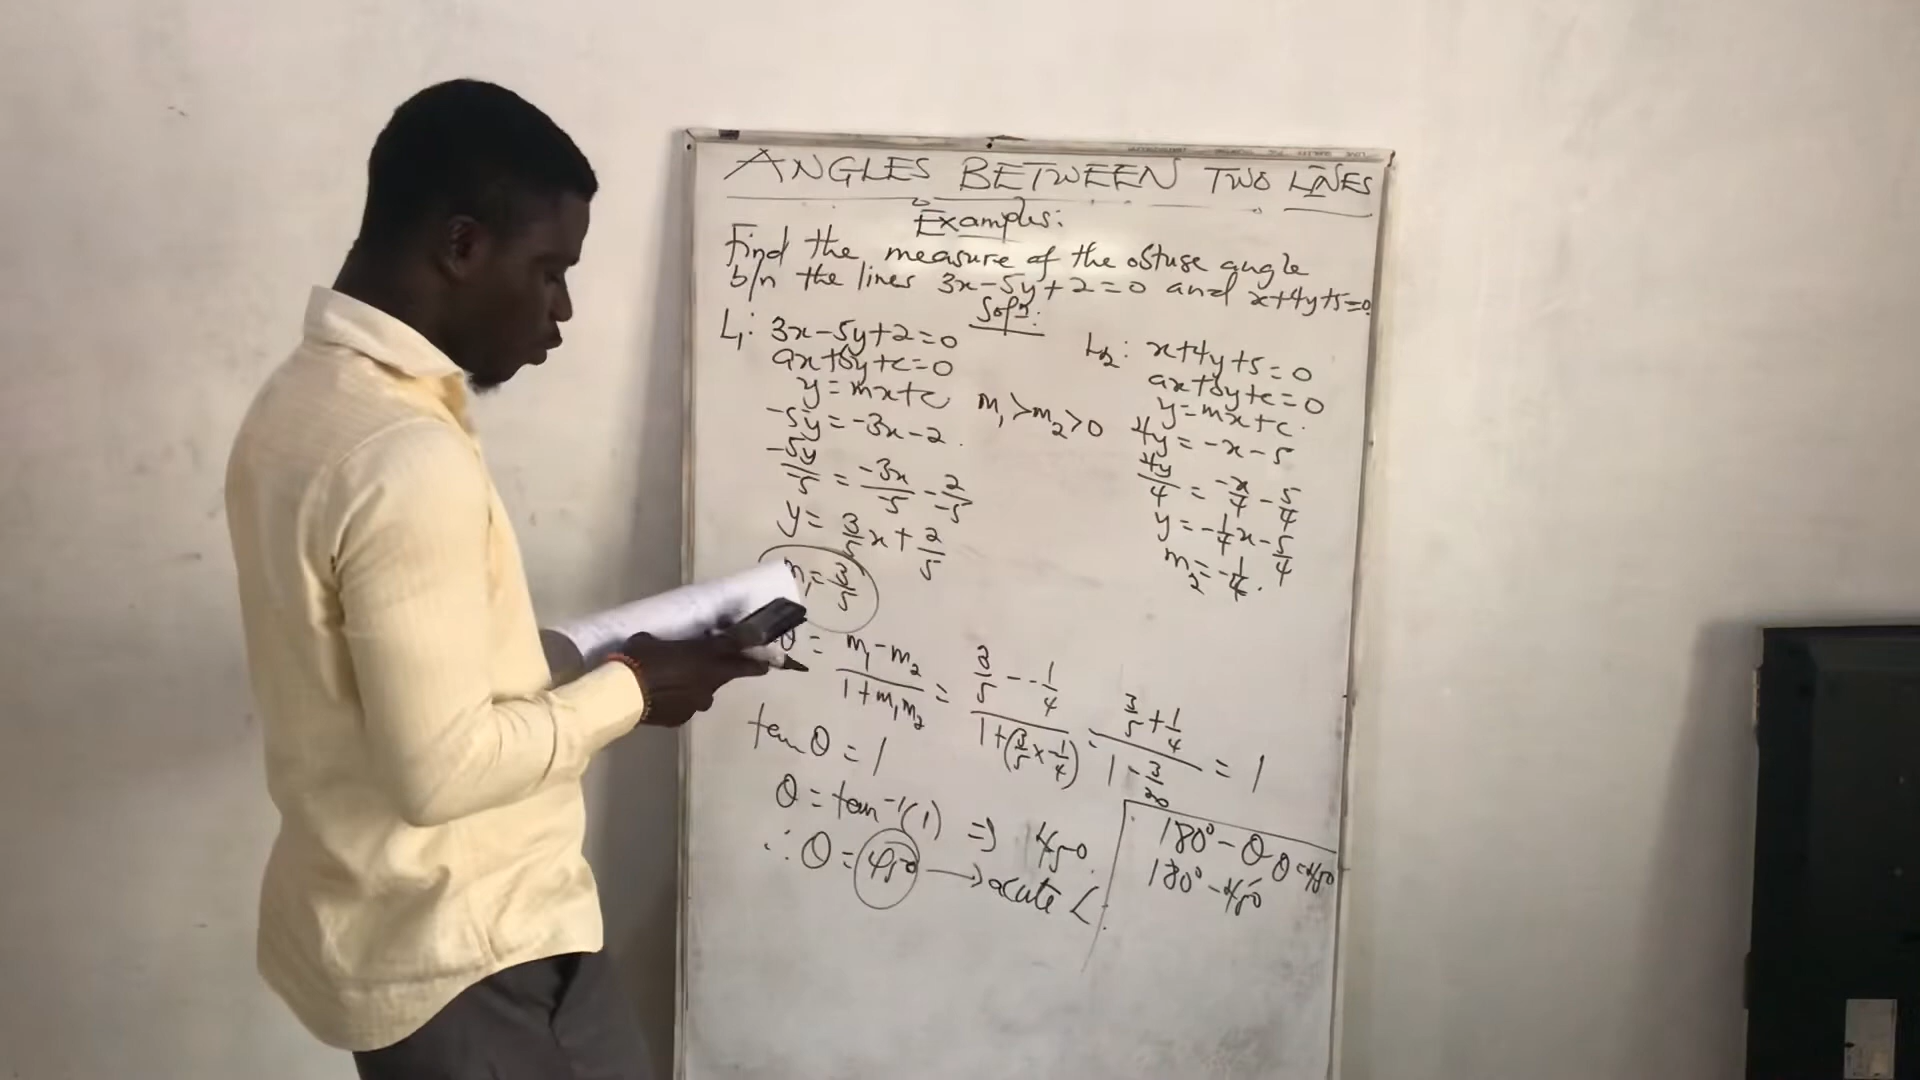 ANGLES BETWEEN TWO LINES
Examples:
Find the measure of the obtuse angle
b/n the lines 3x-5y+2=0 and x+4y+5=0
Soln:
L₁: 3x-5y+2=0
ax+by+c=0
y=mx+c
-5y=-3x-2
-5y/-5 = -3x/-5 - 2/-5
y = 3/5x + 2/5
m₁ = 3/5
m₁>m₂>0
L₂: x+4y+5=0
ax+by+c=0
y=mx+c.
4y=-x-5
4y/4 = -x/4 - 5/4
y=-1/4x-5/4
m₂=-1/4.
θ = m₁-m₂/1+m₁m₂ = 3/5--1/4/1+(3/5×-1/4) = 3/5+1/4/1-3/20 = 1
tanθ = 1
θ = tan⁻¹(1) ⇒ 45°.
∴ θ = 45° → acute ∠
180° - θ θ=45°
180° - 45°